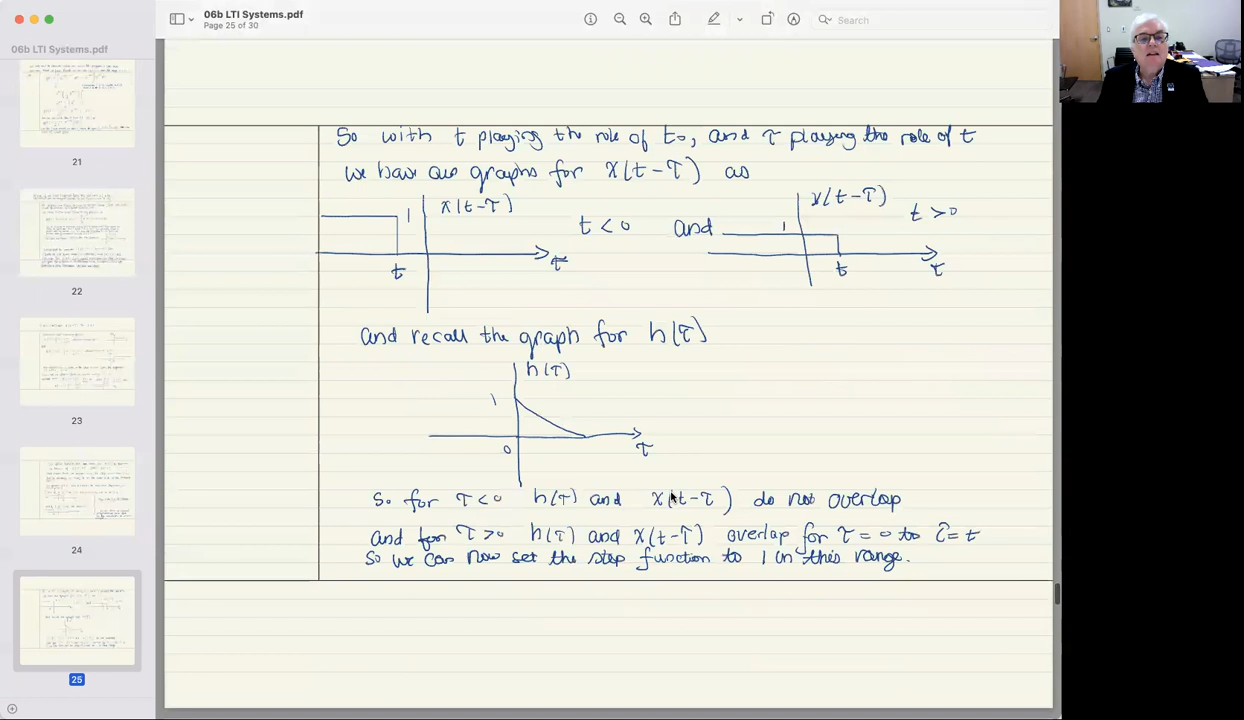 06b LTI Systems.pdf
Page 25 of 30
Search
06b LTI Systems.pdf
21
22
23
24
25
So with t playing the role of to, and τ playing the role of t
we have our graphs for x(t-τ) as
1 x(t-τ)
t < 0 and
1 x(t-τ) t > 0
t τ
t τ
and recall the graph for h(τ)
h(τ)
1
0 τ
So for τ<0 h(τ) and x(t-τ) do not overlap
and for τ>0 h(τ) and x(t-τ) overlap for τ=0 to τ=t
So we can now set the step function to 1 in this range.